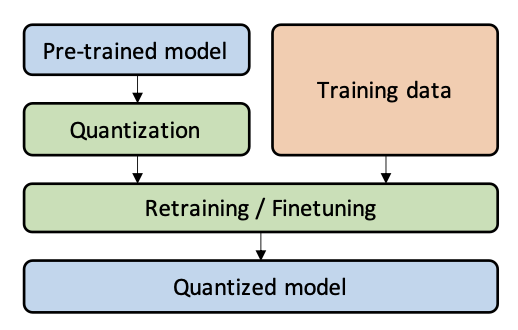 Pre-trained model
Training data
Quantization
Retraining / Finetuning
Quantized model